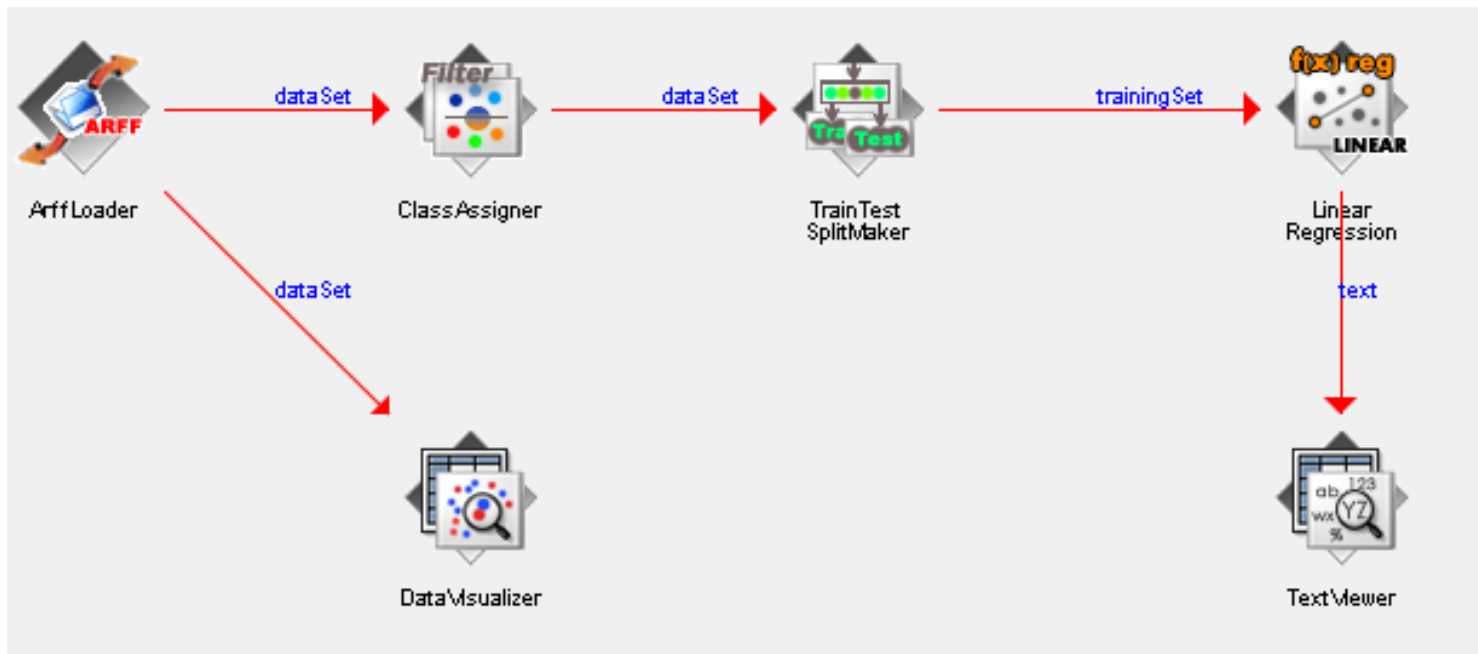 Filter
f(x) reg
ARFF
LINEAR
Test
dataSet
dataSet
trainingSet
ArffLoader
ClassAssigner
TrainTest
SplitMaker
Linear
Regression
dataSet
text
ab 123
wx YZ
%
DataVisualizer
TextViewer